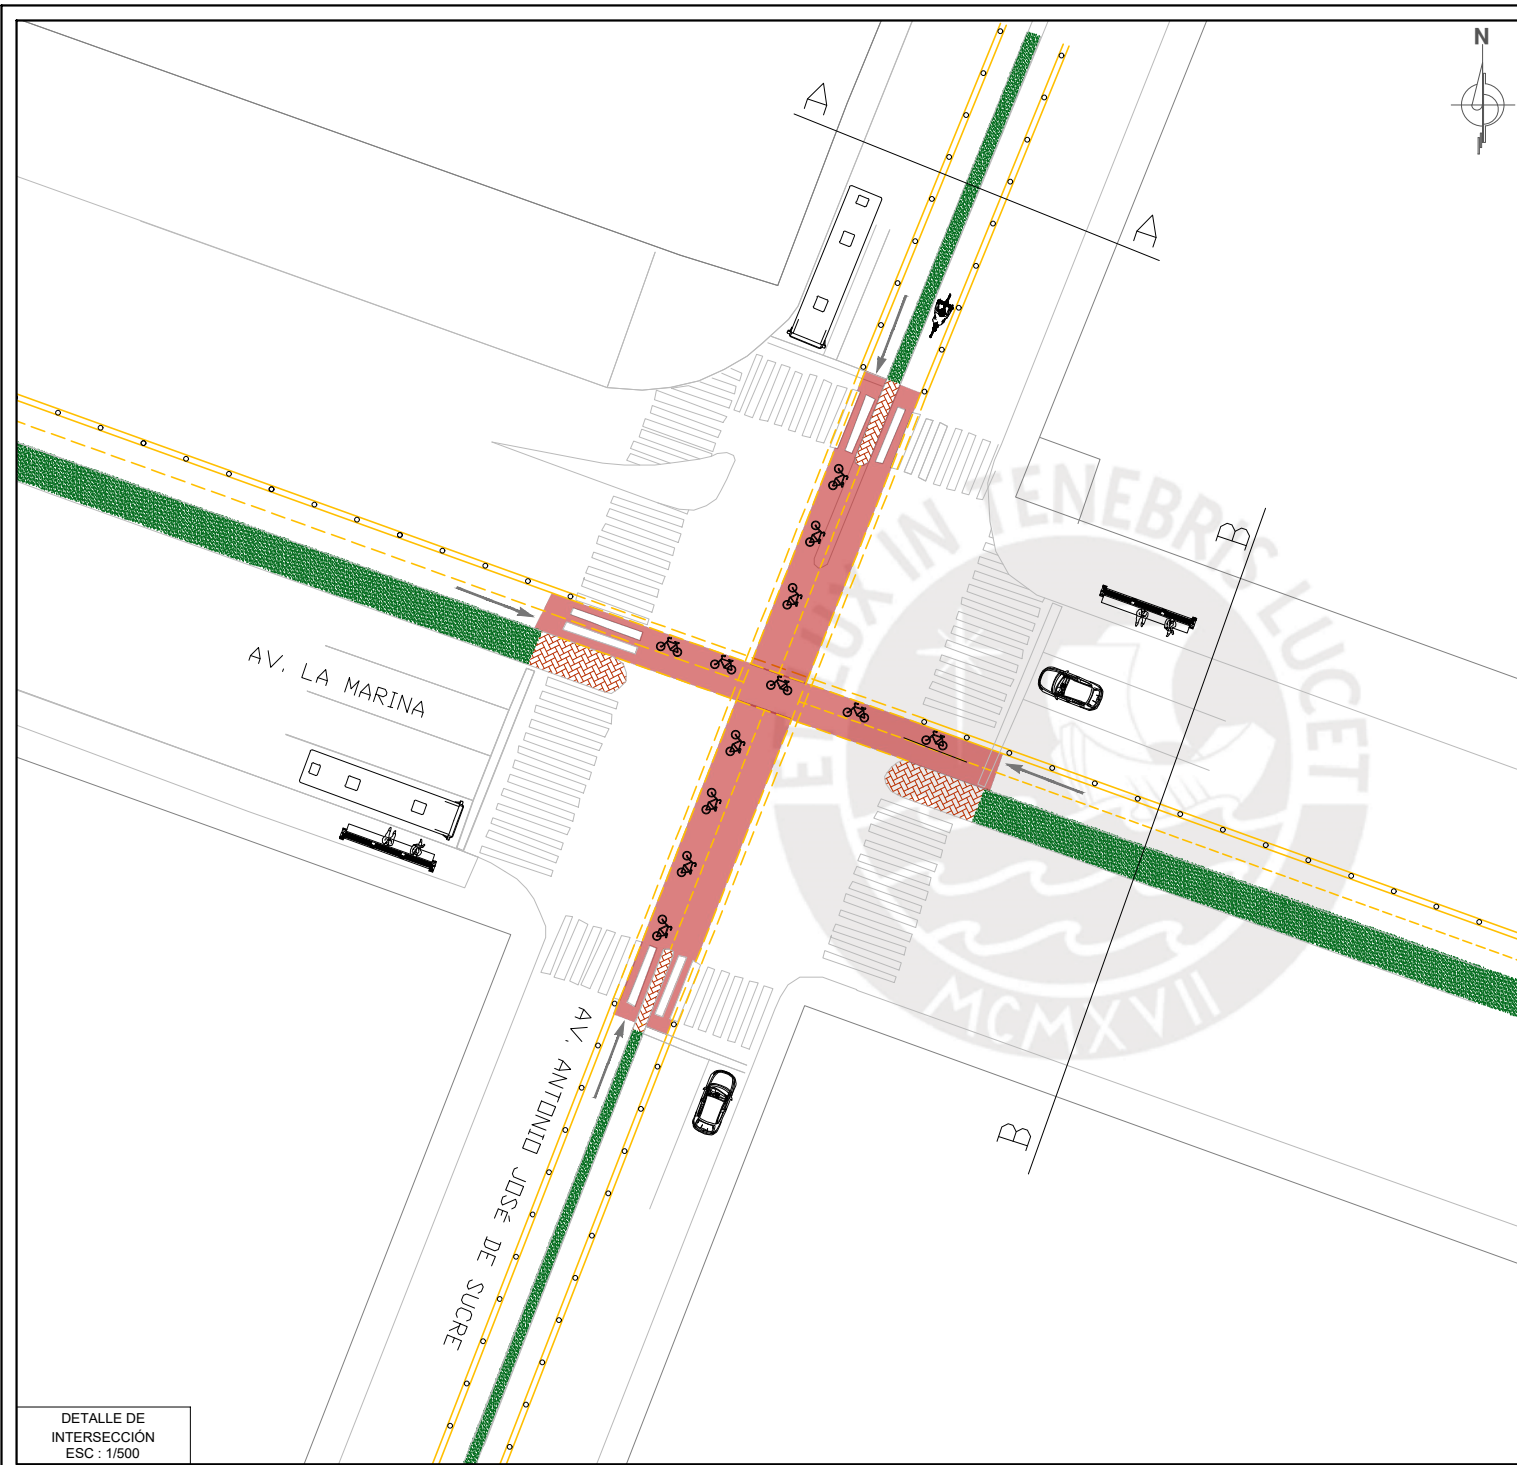 N
A
A
ET LUX IN TENEBRIS LUCET
B
AV. LA MARINA
MCMXVII
AV. ANTONIO JOSÉ DE SUCRE
B
DETALLE DE
INTERSECCIÓN
ESC : 1/500